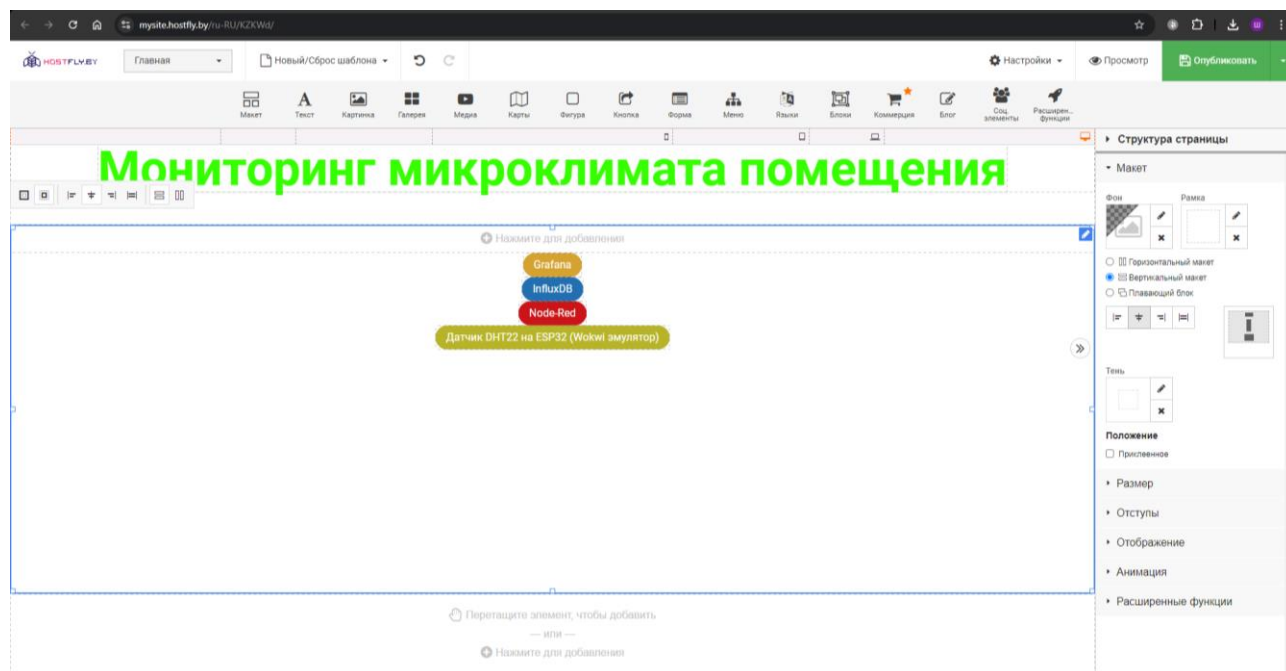 mysite.hostfly.by/ru-RU/KZKWd/
HOSTFLY.BY
Главная
Новый/Сброс шаблона
Настройки
Просмотр
Опубликовать
Макет
Текст
Картинка
Галерея
Медиа
Карты
Фигура
Кнопка
Форма
Меню
Языки
Блоки
Коммерция
Блог
Соц. элементы
Расширен... функции
Мониторинг микроклимата помещения
Нажмите для добавления
Grafana
InfluxDB
Node-Red
Датчик DHT22 на ESP32 (Wokwi эмулятор)
Перетащите элемент, чтобы добавить
— или —
Нажмите для добавления
Структура страницы
Макет
Фон
Рамка
Горизонтальный макет
Вертикальный макет
Плавающий блок
Тень
Положение
Приклеенное
Размер
Отступы
Отображение
Анимация
Расширенные функции